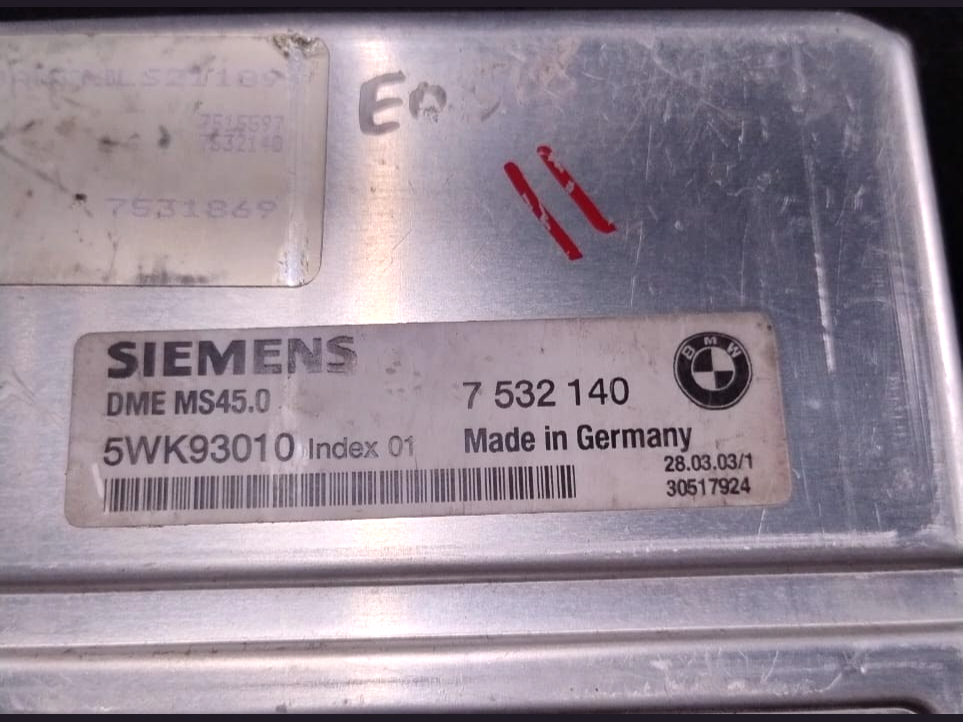 7515597
7532140
7531869
SIEMENS
DME MS45.0
7 532 140
BMW
5WK93010 Index 01
Made in Germany
28.03.03/1
30517924